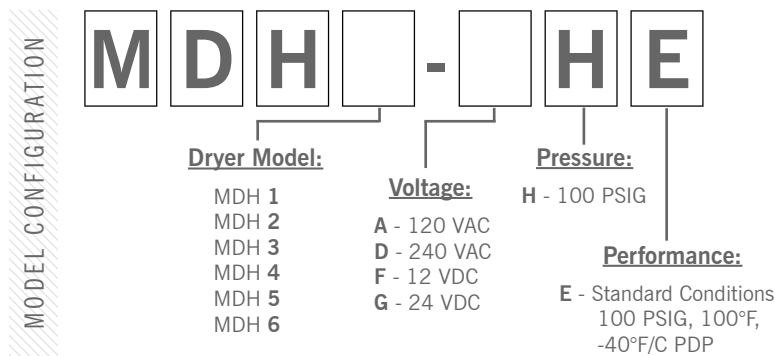 MODEL CONFIGURATION
M D H - H E
Dryer Model:
MDH 1
MDH 2
MDH 3
MDH 4
MDH 5
MDH 6
Voltage:
A - 120 VAC
D - 240 VAC
F - 12 VDC
G - 24 VDC
Pressure:
H - 100 PSIG
Performance:
E - Standard Conditions
100 PSIG, 100°F,
-40°F/C PDP